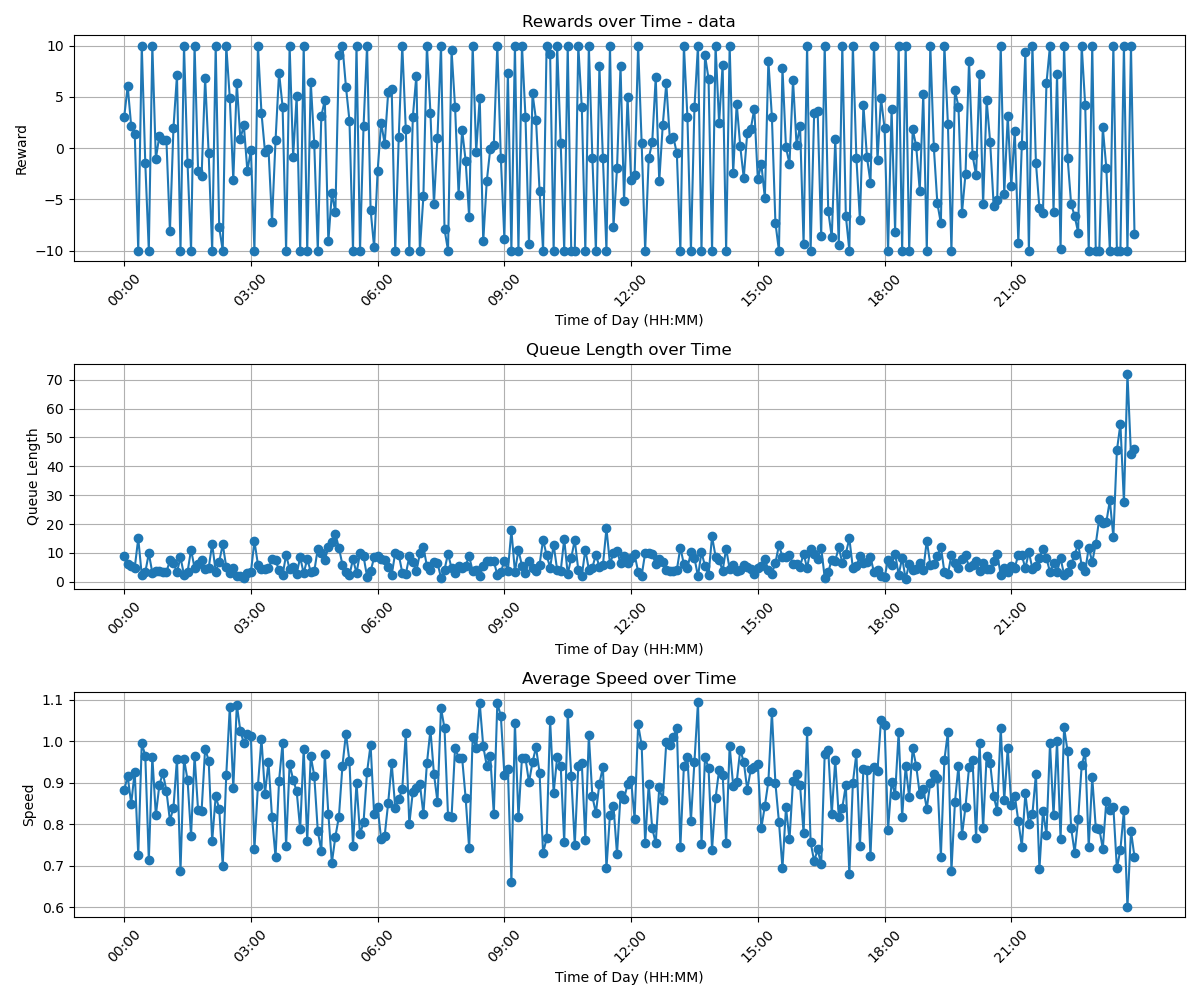 Rewards over Time - data
Reward
10
5
0
−5
−10
00:00 03:00 06:00 09:00 12:00 15:00 18:00 21:00
Time of Day (HH:MM)
Queue Length over Time
Queue Length
70
60
50
40
30
20
10
0
00:00 03:00 06:00 09:00 12:00 15:00 18:00 21:00
Time of Day (HH:MM)
Average Speed over Time
Speed
1.1
1.0
0.9
0.8
0.7
0.6
00:00 03:00 06:00 09:00 12:00 15:00 18:00 21:00
Time of Day (HH:MM)